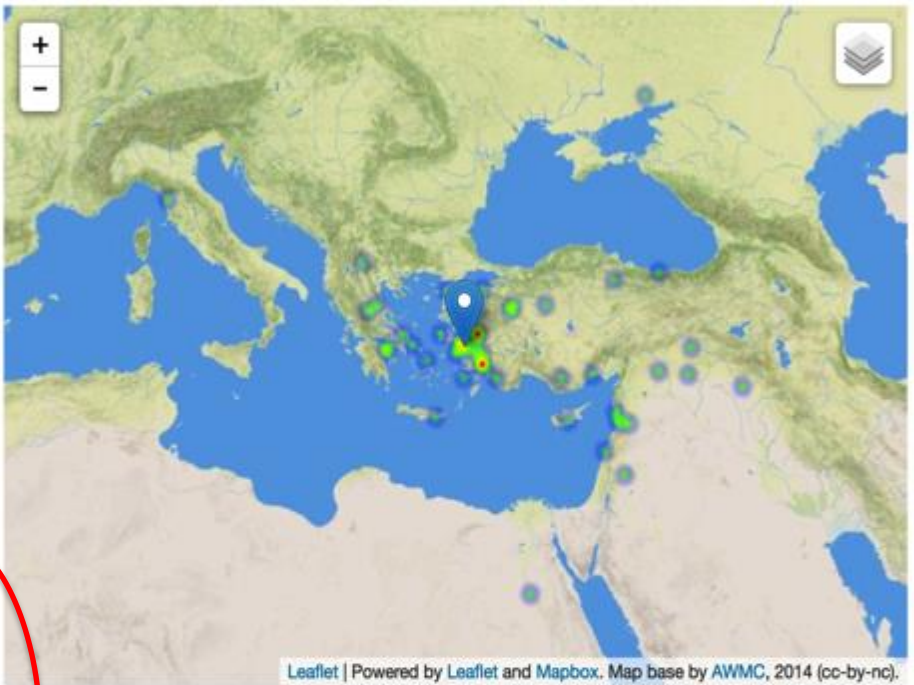 +
−
Leaflet | Powered by Leaflet and Mapbox. Map base by AWMC, 2014 (cc-by-nc).